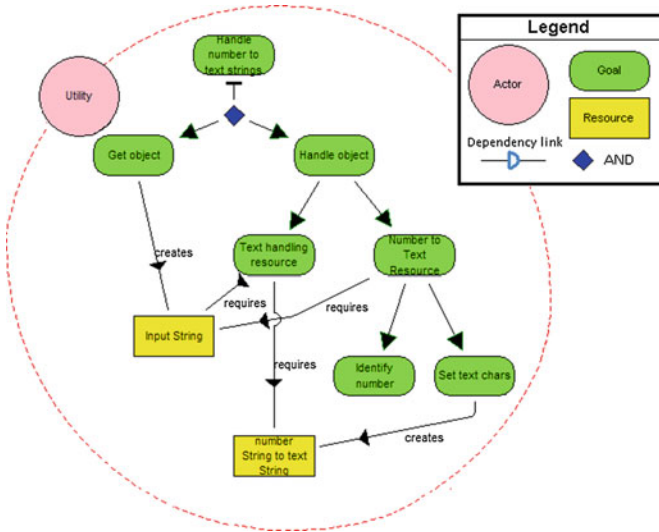 Handle
number to
text strings
Utility
Get object
Handle object
creates
Text handling
resource
Number to
Text
Resource
requires
requires
Input String
requires
Identify
number
Set text chars
creates
number
String to text
String
Legend
Actor
Goal
Resource
Dependency link
AND